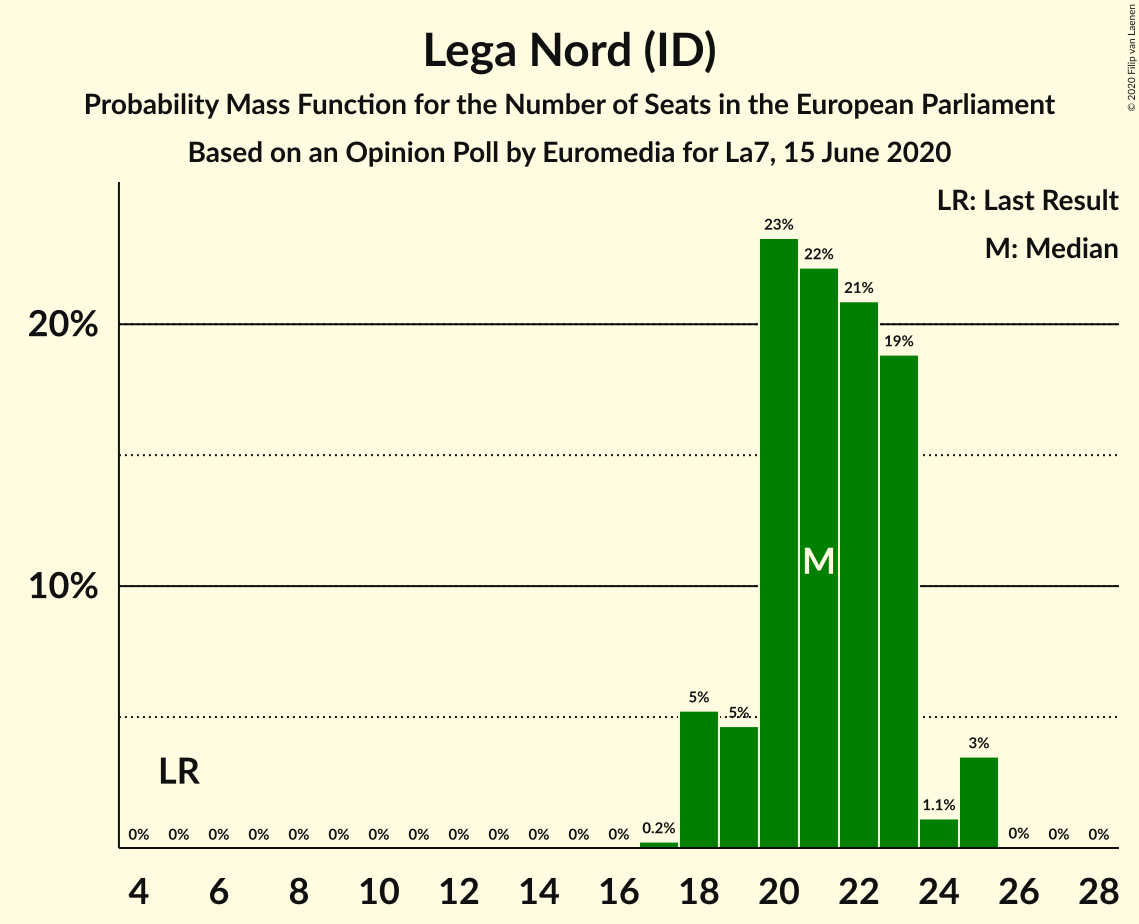 Lega Nord (ID)
Probability Mass Function for the Number of Seats in the European Parliament
Based on an Opinion Poll by Euromedia for La7, 15 June 2020
© 2020 Filip van Laenen
LR: Last Result
M: Median
23%
22%
21%
20%
19%
M
10%
5%
5%
3%
LR
1.1%
0% 0% 0% 0% 0% 0% 0% 0% 0% 0% 0% 0% 0% 0.2% 0% 0% 0%
4 6 8 10 12 14 16 18 20 22 24 26 28